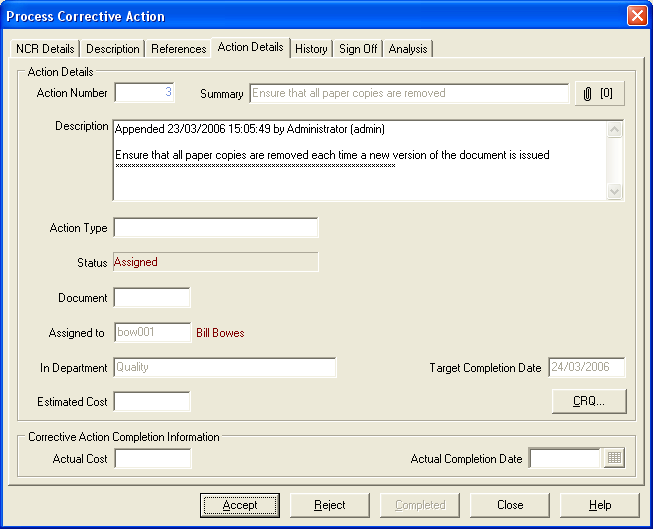 Process Corrective Action
NCR Details Description References Action Details History Sign Off Analysis
Action Details
Action Number 3 Summary Ensure that all paper copies are removed [0]
Description Appended 23/03/2006 15:05:49 by Administrator (admin)
Ensure that all paper copies are removed each time a new version of the document is issued
Action Type
Status Assigned
Document
Assigned to bow001 Bill Bowes
In Department Quality Target Completion Date 24/03/2006
Estimated Cost CRQ...
Corrective Action Completion Information
Actual Cost Actual Completion Date
Accept Reject Completed Close Help